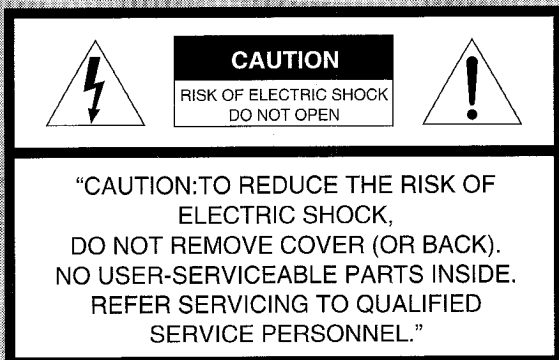 CAUTION
RISK OF ELECTRIC SHOCK
DO NOT OPEN
“CAUTION:TO REDUCE THE RISK OF
ELECTRIC SHOCK,
DO NOT REMOVE COVER (OR BACK).
NO USER-SERVICEABLE PARTS INSIDE.
REFER SERVICING TO QUALIFIED
SERVICE PERSONNEL.”